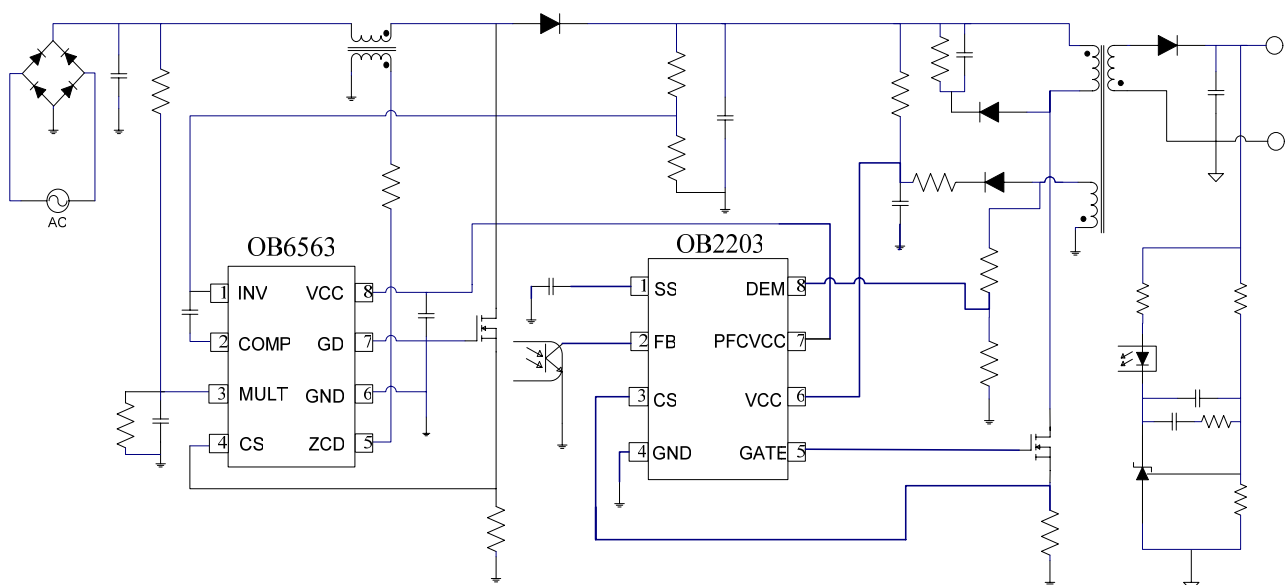 AC
OB6563
1 INV VCC 8
2 COMP GD 7
3 MULT GND 6
4 CS ZCD 5
OB2203
1 SS DEM 8
2 FB PFCVCC 7
3 CS VCC 6
4 GND GATE 5